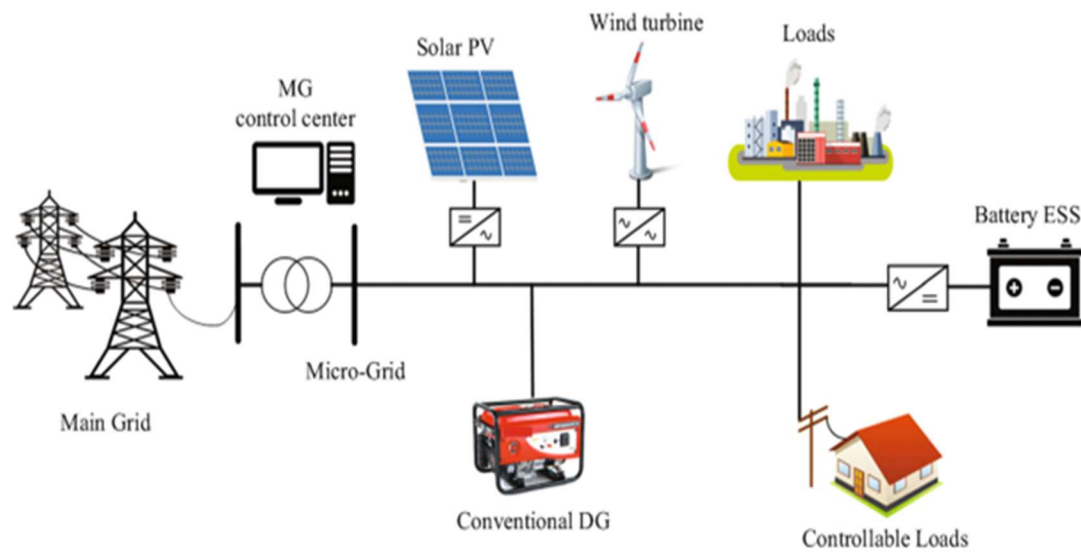 Wind turbine
Loads
Solar PV
MG
control center
Battery ESS
Micro-Grid
Main Grid
Conventional DG
Controllable Loads